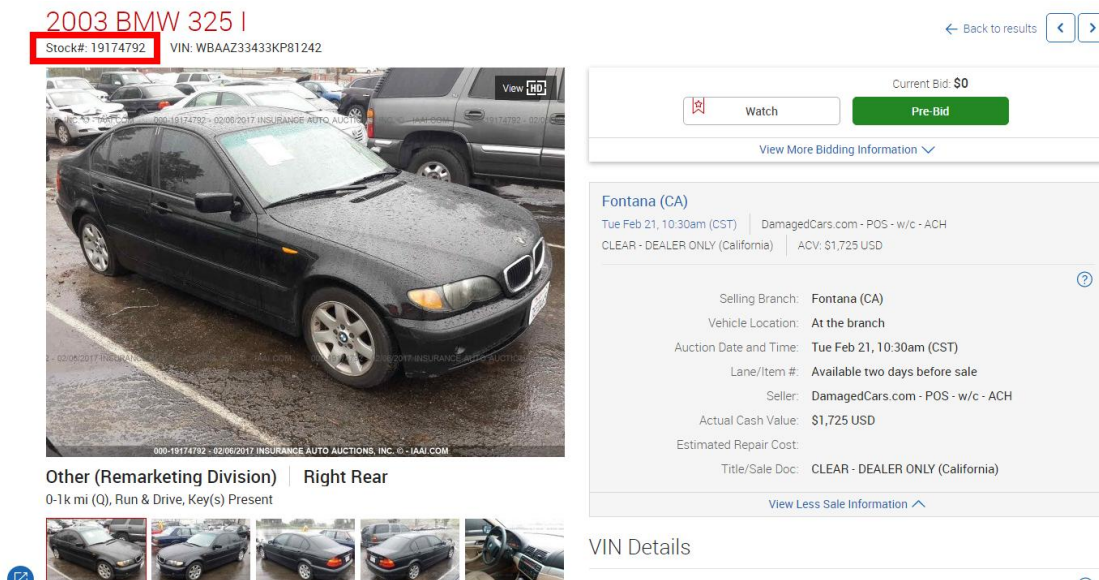 2003 BMW 325 I
Stock#: 19174792 VIN: WBAAZ33433KP81242
Back to results
View HD
000-19174792 - 02/06/2017 INSURANCE AUTO AUCTIONS, INC. © - IAAI.COM
Other (Remarketing Division) Right Rear
0-1k mi (Q), Run & Drive, Key(s) Present
Current Bid: $0
Watch Pre-Bid
View More Bidding Information
Fontana (CA)
Tue Feb 21, 10:30am (CST) DamagedCars.com - POS - w/c - ACH
CLEAR - DEALER ONLY (California) ACV: $1,725 USD
?
Selling Branch: Fontana (CA)
Vehicle Location: At the branch
Auction Date and Time: Tue Feb 21, 10:30am (CST)
Lane/Item #: Available two days before sale
Seller: DamagedCars.com - POS - w/c - ACH
Actual Cash Value: $1,725 USD
Estimated Repair Cost:
Title/Sale Doc: CLEAR - DEALER ONLY (California)
View Less Sale Information
VIN Details